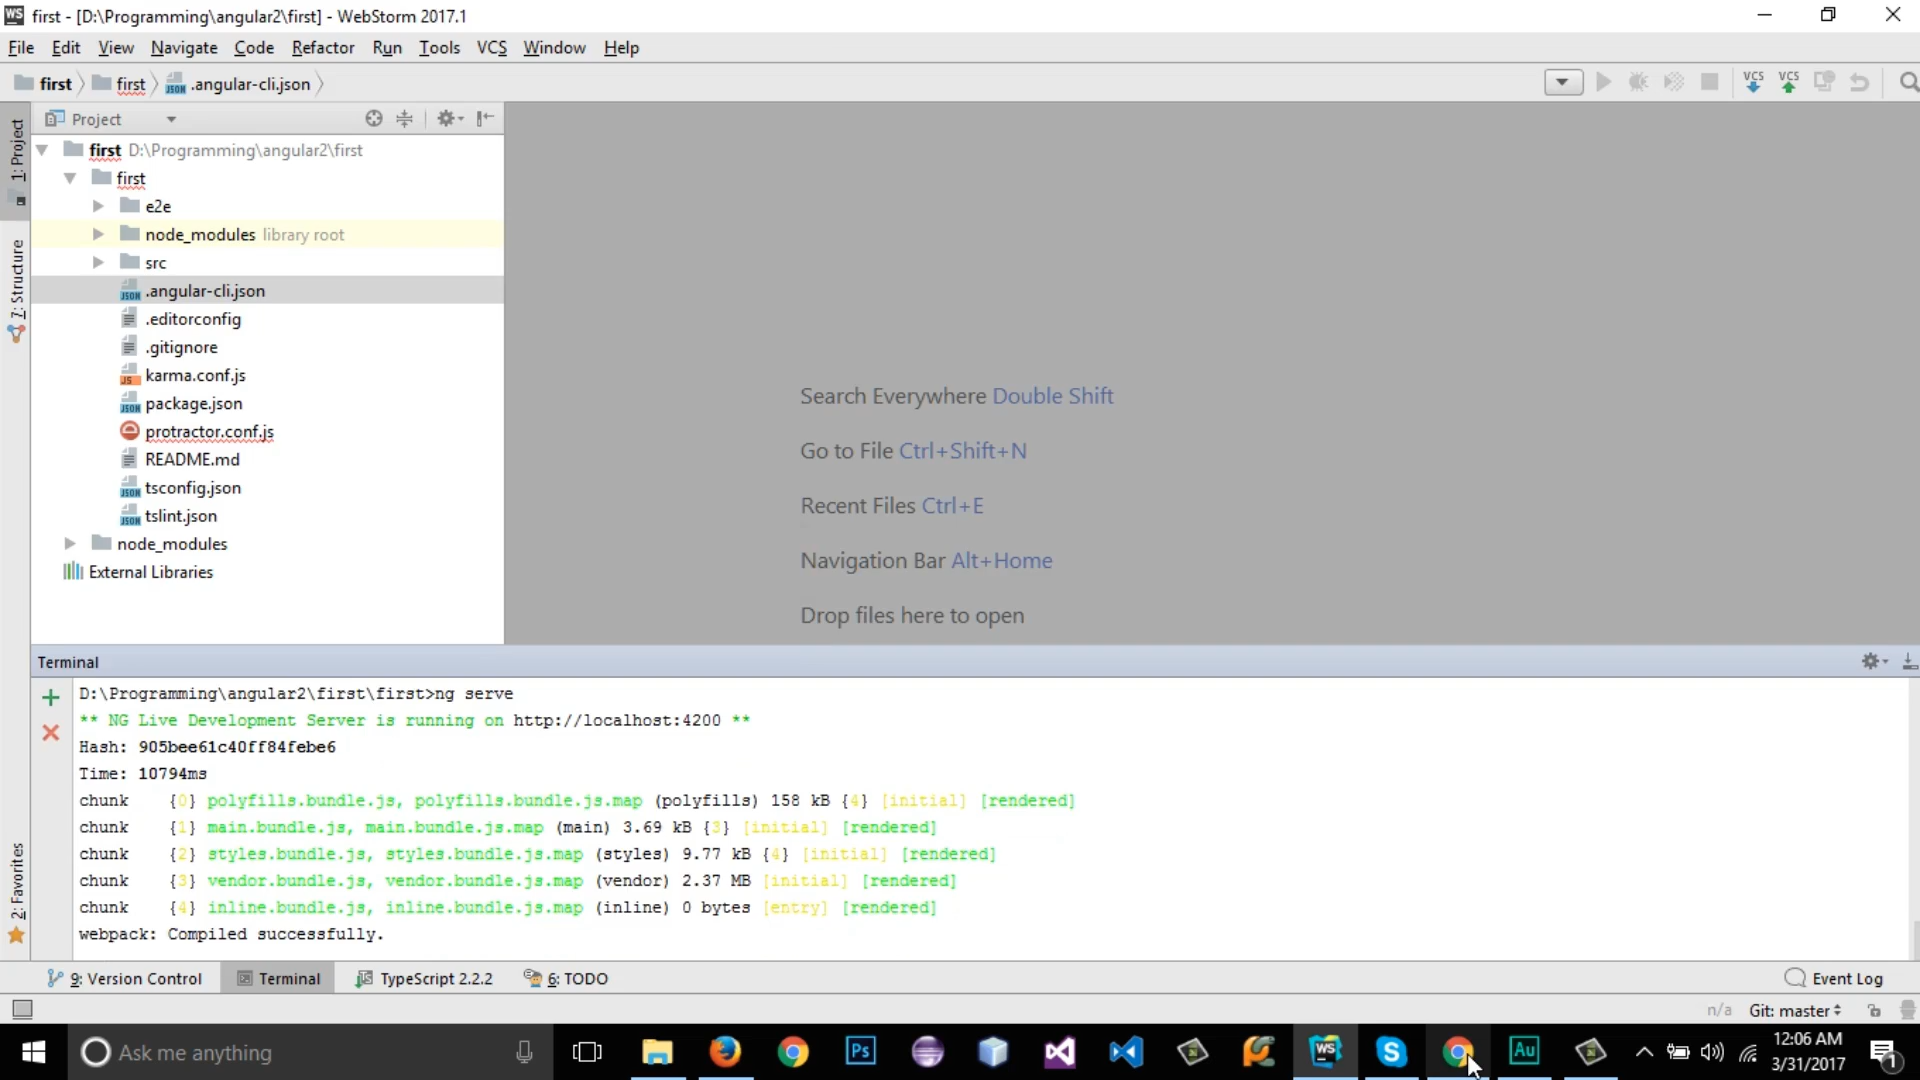 WS first - [D:\Programming\angular2\first] - WebStorm 2017.1
File Edit View Navigate Code Refactor Run Tools VCS Window Help
first first .angular-cli.json VCS VCS
Project
1: Project
7: Structure
2: Favorites
first D:\Programming\angular2\first
first
e2e
node_modules library root
src
.angular-cli.json
.editorconfig
.gitignore
karma.conf.js
package.json
protractor.conf.js
README.md
tsconfig.json
tslint.json
node_modules
External Libraries
Search Everywhere Double Shift
Go to File Ctrl+Shift+N
Recent Files Ctrl+E
Navigation Bar Alt+Home
Drop files here to open
Terminal
D:\Programming\angular2\first\first>ng serve
** NG Live Development Server is running on http://localhost:4200 **
Hash: 905bee61c40ff84febe6
Time: 10794ms
chunk {0} polyfills.bundle.js, polyfills.bundle.js.map (polyfills) 158 kB {4} [initial] [rendered]
chunk {1} main.bundle.js, main.bundle.js.map (main) 3.69 kB {3} [initial] [rendered]
chunk {2} styles.bundle.js, styles.bundle.js.map (styles) 9.77 kB {4} [initial] [rendered]
chunk {3} vendor.bundle.js, vendor.bundle.js.map (vendor) 2.37 MB [initial] [rendered]
chunk {4} inline.bundle.js, inline.bundle.js.map (inline) 0 bytes [entry] [rendered]
webpack: Compiled successfully.
9: Version Control Terminal TypeScript 2.2.2 6: TODO Event Log
n/a Git: master
Ask me anything Ps WS S Au 12:06 AM
3/31/2017 1